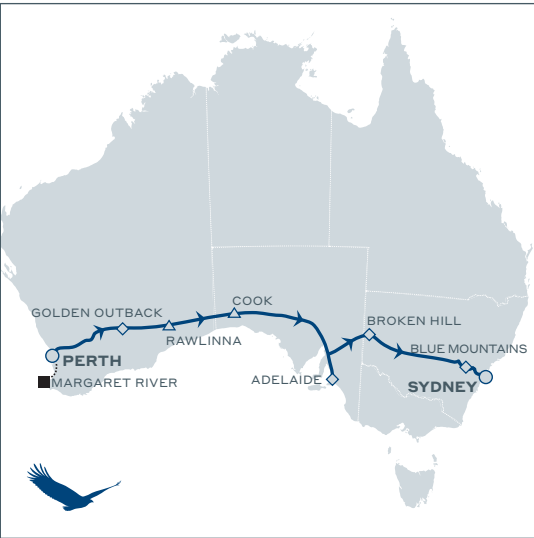 COOK
GOLDEN OUTBACK
BROKEN HILL
RAWLINNA
BLUE MOUNTAINS
PERTH
ADELAIDE
MARGARET RIVER
SYDNEY